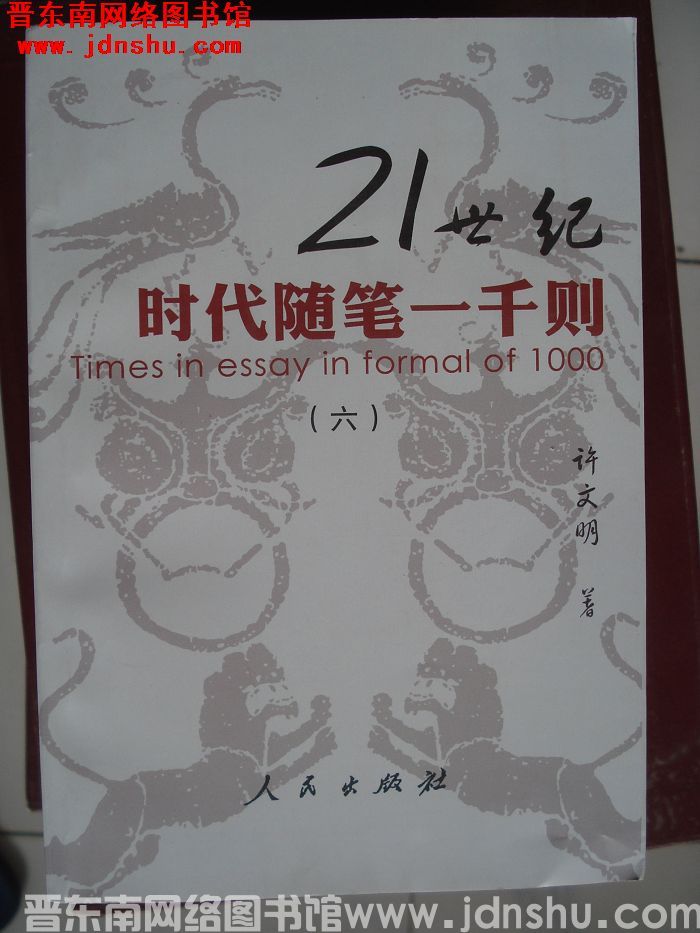 晋东南网络图书馆
www.jdnshu.com
21世纪
时代随笔一千则
Times in essay in formal of 1000
(六)
许文明 著
人民出版社
晋东南网络图书馆www.jdnshu.com